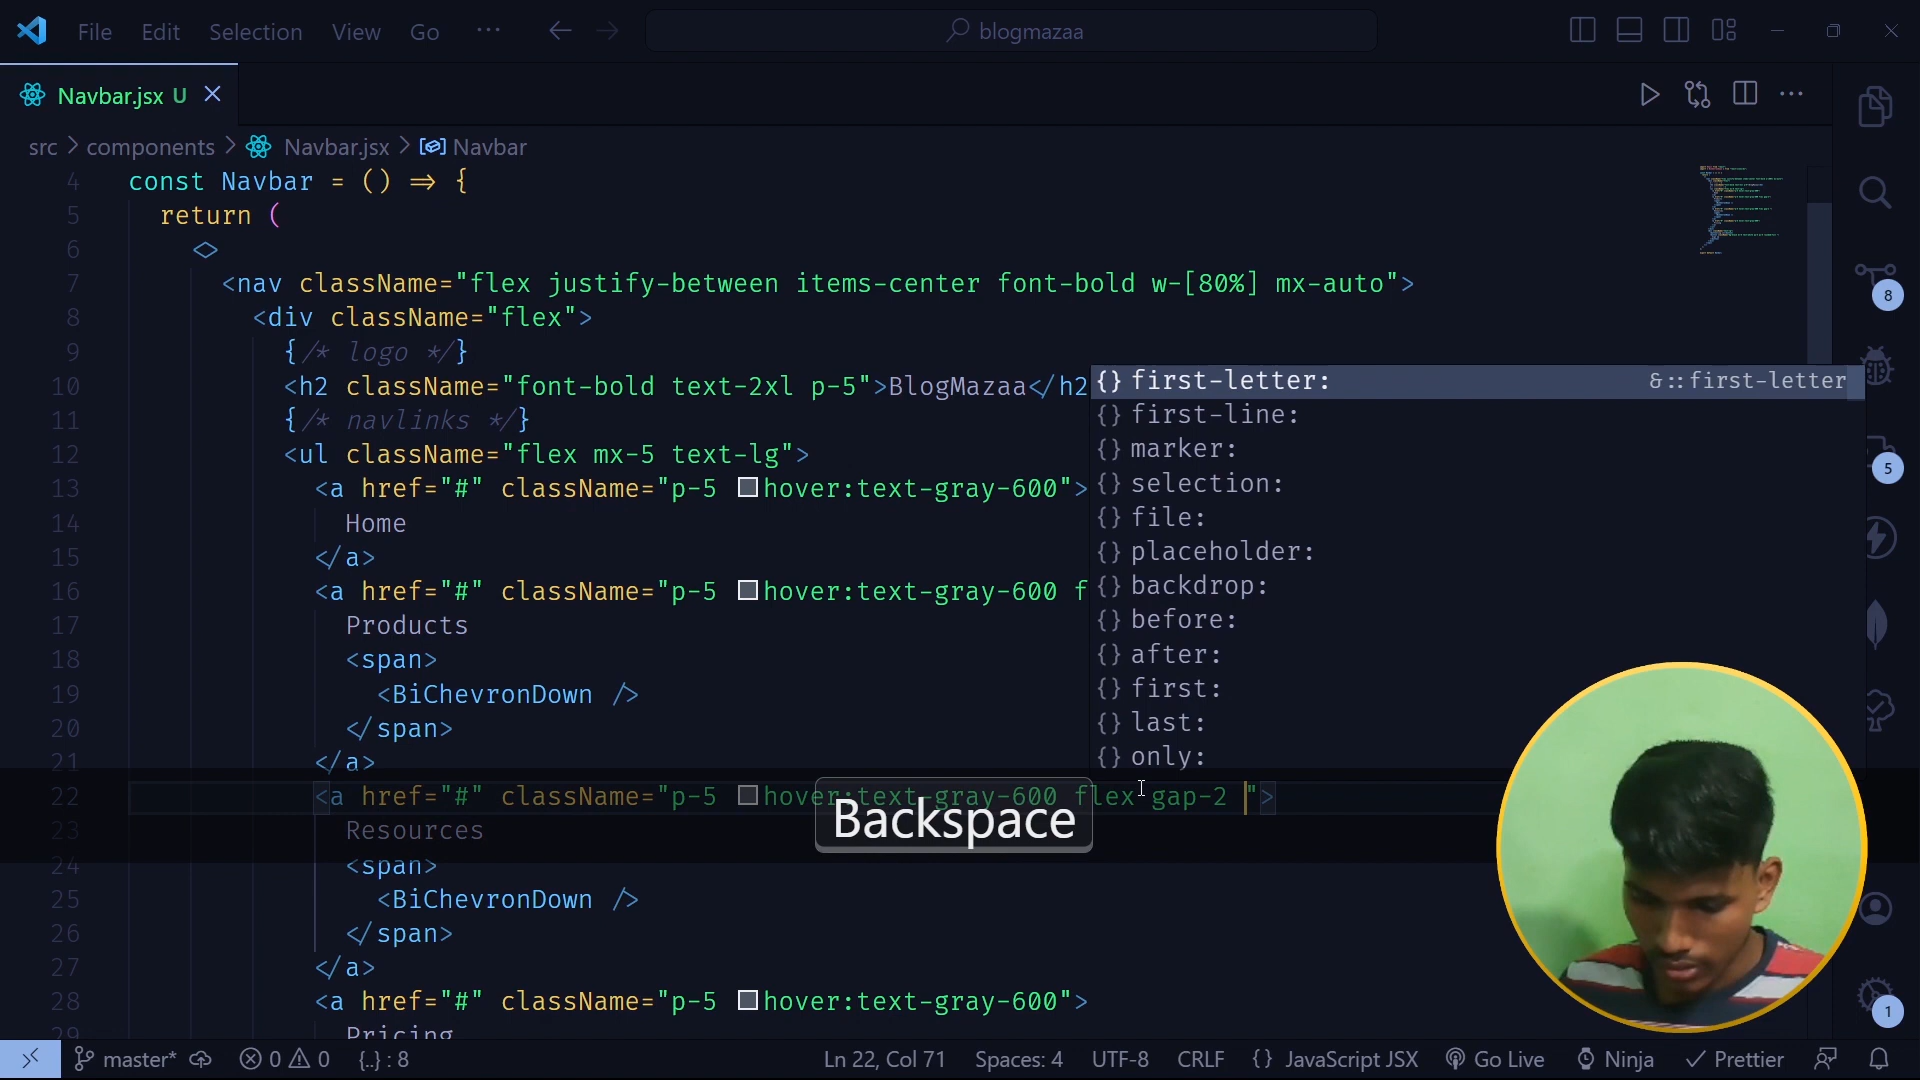 File Edit Selection View Go ··· blogmazaa
Navbar.jsx U
src > components > Navbar.jsx > Navbar
4 const Navbar = () => {
5 return (
6 <>
7 <nav className="flex justify-between items-center font-bold w-[80%] mx-auto">
8 <div className="flex">
9 {/* logo */}
10 <h2 className="font-bold text-2xl p-5">BlogMazaa</h2
11 {/* navlinks */}
12 <ul className="flex mx-5 text-lg">
13 <a href="#" className="p-5 hover:text-gray-600">
14 Home
15 </a>
16 <a href="#" className="p-5 hover:text-gray-600 f
17 Products
18 <span>
19 <BiChevronDown />
20 </span>
21 </a>
22 <a href="#" className="p-5 hover:text-gray-600 flex gap-2 ">
23 Resources
24 <span>
25 <BiChevronDown />
26 </span>
27 </a>
28 <a href="#" className="p-5 hover:text-gray-600">
29 Pricing
{} first-letter: &::first-letter
{} first-line:
{} marker:
{} selection:
{} file:
{} placeholder:
{} backdrop:
{} before:
{} after:
{} first:
{} last:
{} only:
Backspace
8
5
1
master* 0 0 {..} : 8 Ln 22, Col 71 Spaces: 4 UTF-8 CRLF {} JavaScript JSX Go Live Ninja Prettier